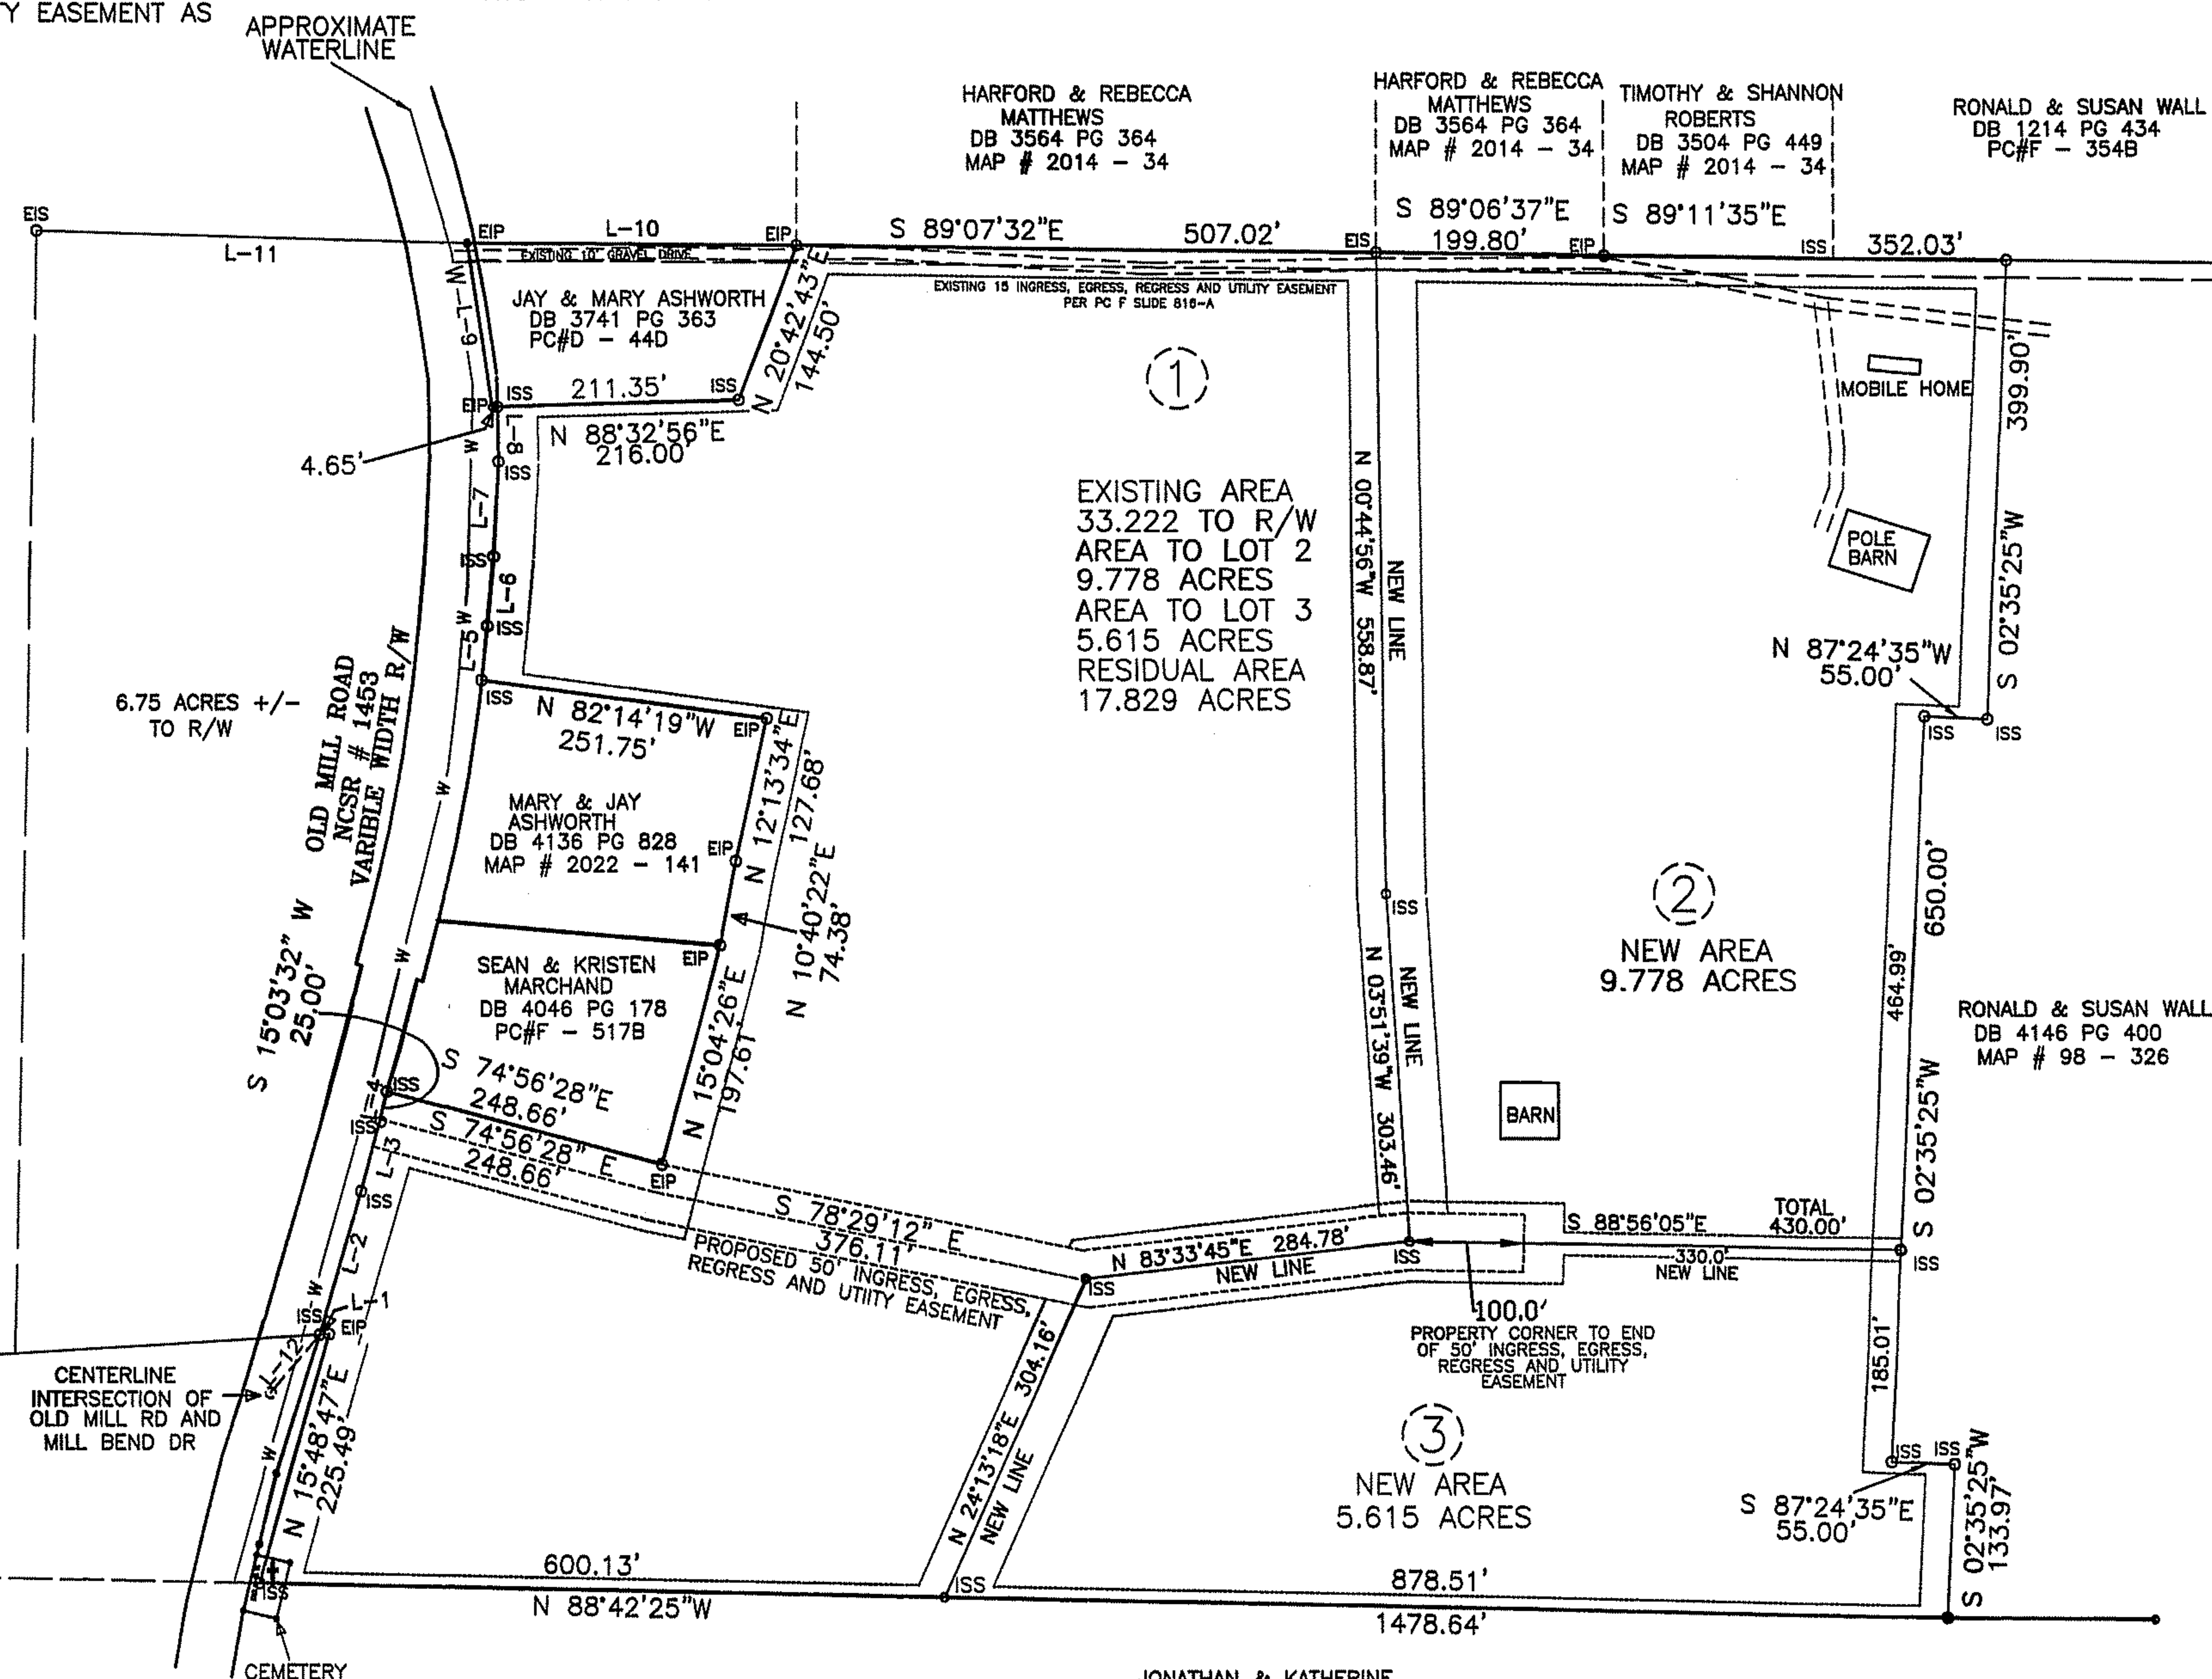 Y EASEMENT AS
APPROXIMATE
WATERLINE
HARFORD & REBECCA
MATTHEWS
DB 3564 PG 364
MAP # 2014 - 34
HARFORD & REBECCA
MATTHEWS
DB 3564 PG 364
MAP # 2014 - 34
TIMOTHY & SHANNON
ROBERTS
DB 3504 PG 449
MAP # 2014 - 34
RONALD & SUSAN WALL
DB 1214 PG 434
PC#F - 354B
EIS
L-11
EIP
L-10
EIP
S 89°07'32"E
507.02'
EIS
S 89°06'37"E
199.80'
EIP
S 89°11'35"E
ISS
352.03'
EXISTING 10' GRAVEL DRIVE
EXISTING 15 INGRESS, EGRESS, REGRESS AND UTILITY EASEMENT
PER PC F SLIDE 816-A
W
L-9
JAY & MARY ASHWORTH
DB 3741 PG 363
PC#D - 44D
N 20°42'43"E
144.50'
1
MOBILE HOME
399.90'
ISS
211.35'
ISS
EIP
L-8
N 88°32'56"E
216.00'
4.65'
W
ISS
L-7
ISS
L-6
ISS
W
L-5
ISS
EXISTING AREA
33.222 TO R/W
AREA TO LOT 2
9.778 ACRES
AREA TO LOT 3
5.615 ACRES
RESIDUAL AREA
17.829 ACRES
N 00°44'56"W 558.87'
NEW LINE
POLE
BARN
S 02°35'25"W
N 87°24'35"W
55.00'
ISS
ISS
6.75 ACRES +/-
TO R/W
OLD MILL ROAD
NCSR # 1453
VARIBLE WIDTH R/W
N 82°14'19"W
251.75'
EIP
N 12°13'34"E
127.68'
MARY & JAY
ASHWORTH
DB 4136 PG 828
MAP # 2022 - 141
EIP
W
N 10°40'22"E
74.38'
ISS
2
NEW AREA
9.778 ACRES
650.00'
464.99'
S 15°03'32" W
25.00'
W
SEAN & KRISTEN
MARCHAND
DB 4046 PG 178
PC#F - 517B
EIP
N 15°04'26"E
197.61'
N 03°51'39"W 303.46'
NEW LINE
RONALD & SUSAN WALL
DB 4146 PG 400
MAP # 98 - 326
S 02°35'25"W
BARN
ISS
L-4
S 74°56'28"E
248.66'
ISS
S 74°56'28" E
248.66'
L-3
EIP
ISS
S 78°29'12" E
376.11'
PROPOSED 50' INGRESS, EGRESS,
REGRESS AND UTIITY EASEMENT
N 83°33'45"E 284.78'
NEW LINE
ISS
ISS
S 88°56'05"E
TOTAL
430.00'
330.0'
NEW LINE
ISS
L-2
W
L-1
ISS
EIP
100.0'
PROPERTY CORNER TO END
OF 50' INGRESS, EGRESS,
REGRESS AND UTILITY
EASEMENT
185.01'
L-12
CENTERLINE
INTERSECTION OF
OLD MILL RD AND
MILL BEND DR
N 15°48'47"E
225.49'
W
N 24°13'18"E 304.16'
NEW LINE
3
NEW AREA
5.615 ACRES
ISS
ISS
S 87°24'35"E
55.00'
S 02°35'25"W
133.97'
600.13'
N 88°42'25"W
ISS
ISS
878.51'
1478.64'
CEMETERY
JONATHAN & KATHERINE